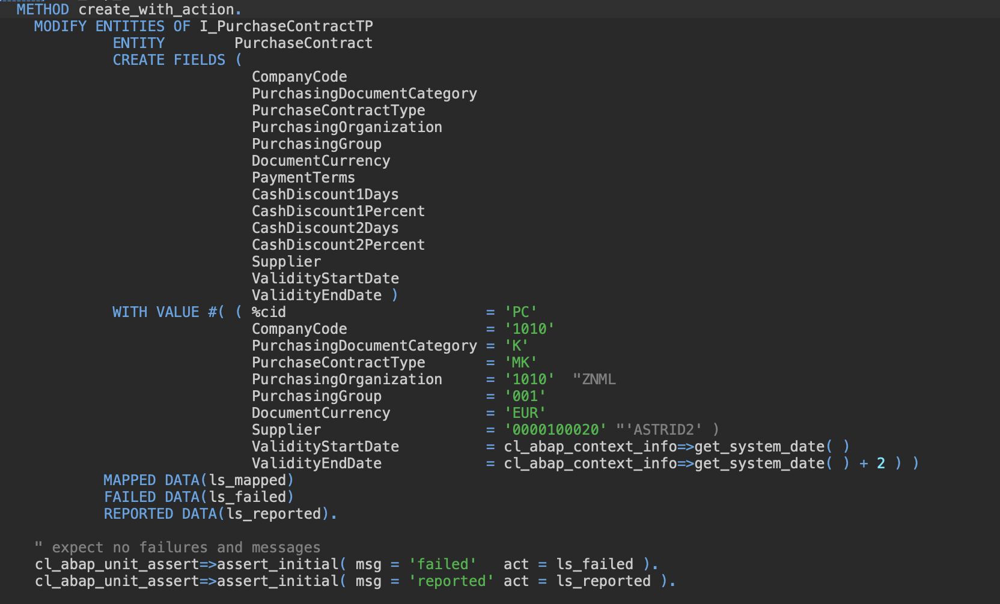 METHOD create_with_action.
MODIFY ENTITIES OF I_PurchaseContractTP
ENTITY PurchaseContract
CREATE FIELDS (
CompanyCode
PurchasingDocumentCategory
PurchaseContractType
PurchasingOrganization
PurchasingGroup
DocumentCurrency
PaymentTerms
CashDiscount1Days
CashDiscount1Percent
CashDiscount2Days
CashDiscount2Percent
Supplier
ValidityStartDate
ValidityEndDate )
WITH VALUE #( ( %cid = 'PC'
CompanyCode = '1010'
PurchasingDocumentCategory = 'K'
PurchaseContractType = 'MK'
PurchasingOrganization = '1010' "ZNML
PurchasingGroup = '001'
DocumentCurrency = 'EUR'
Supplier = '0000100020' "'ASTRID2' )
ValidityStartDate = cl_abap_context_info=>get_system_date( )
ValidityEndDate = cl_abap_context_info=>get_system_date( ) + 2 ) )
MAPPED DATA(ls_mapped)
FAILED DATA(ls_failed)
REPORTED DATA(ls_reported).
" expect no failures and messages
cl_abap_unit_assert=>assert_initial( msg = 'failed' act = ls_failed ).
cl_abap_unit_assert=>assert_initial( msg = 'reported' act = ls_reported ).